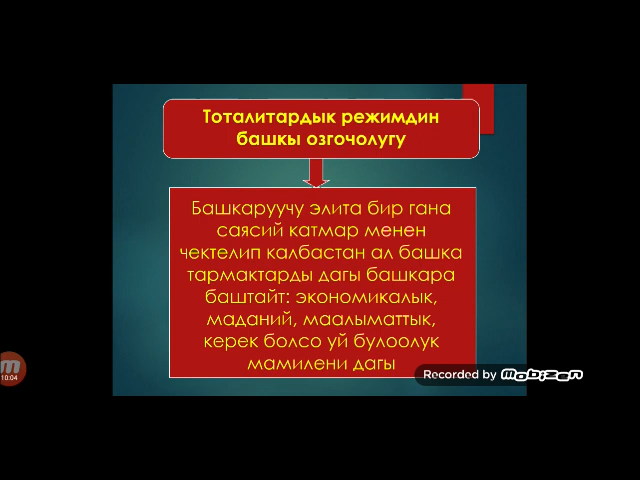 Тоталитардык режимдин
башкы озгочолугу
Башкаруучу элита бир гана
саясий катмар менен
чектелип калбастан ал башка
тармактарды дагы башкара
баштайт: экономикалык,
маданий, маалыматтык,
керек болсо уй булоолук
мамилени дагы
m
10:04
Recorded by Mobizen